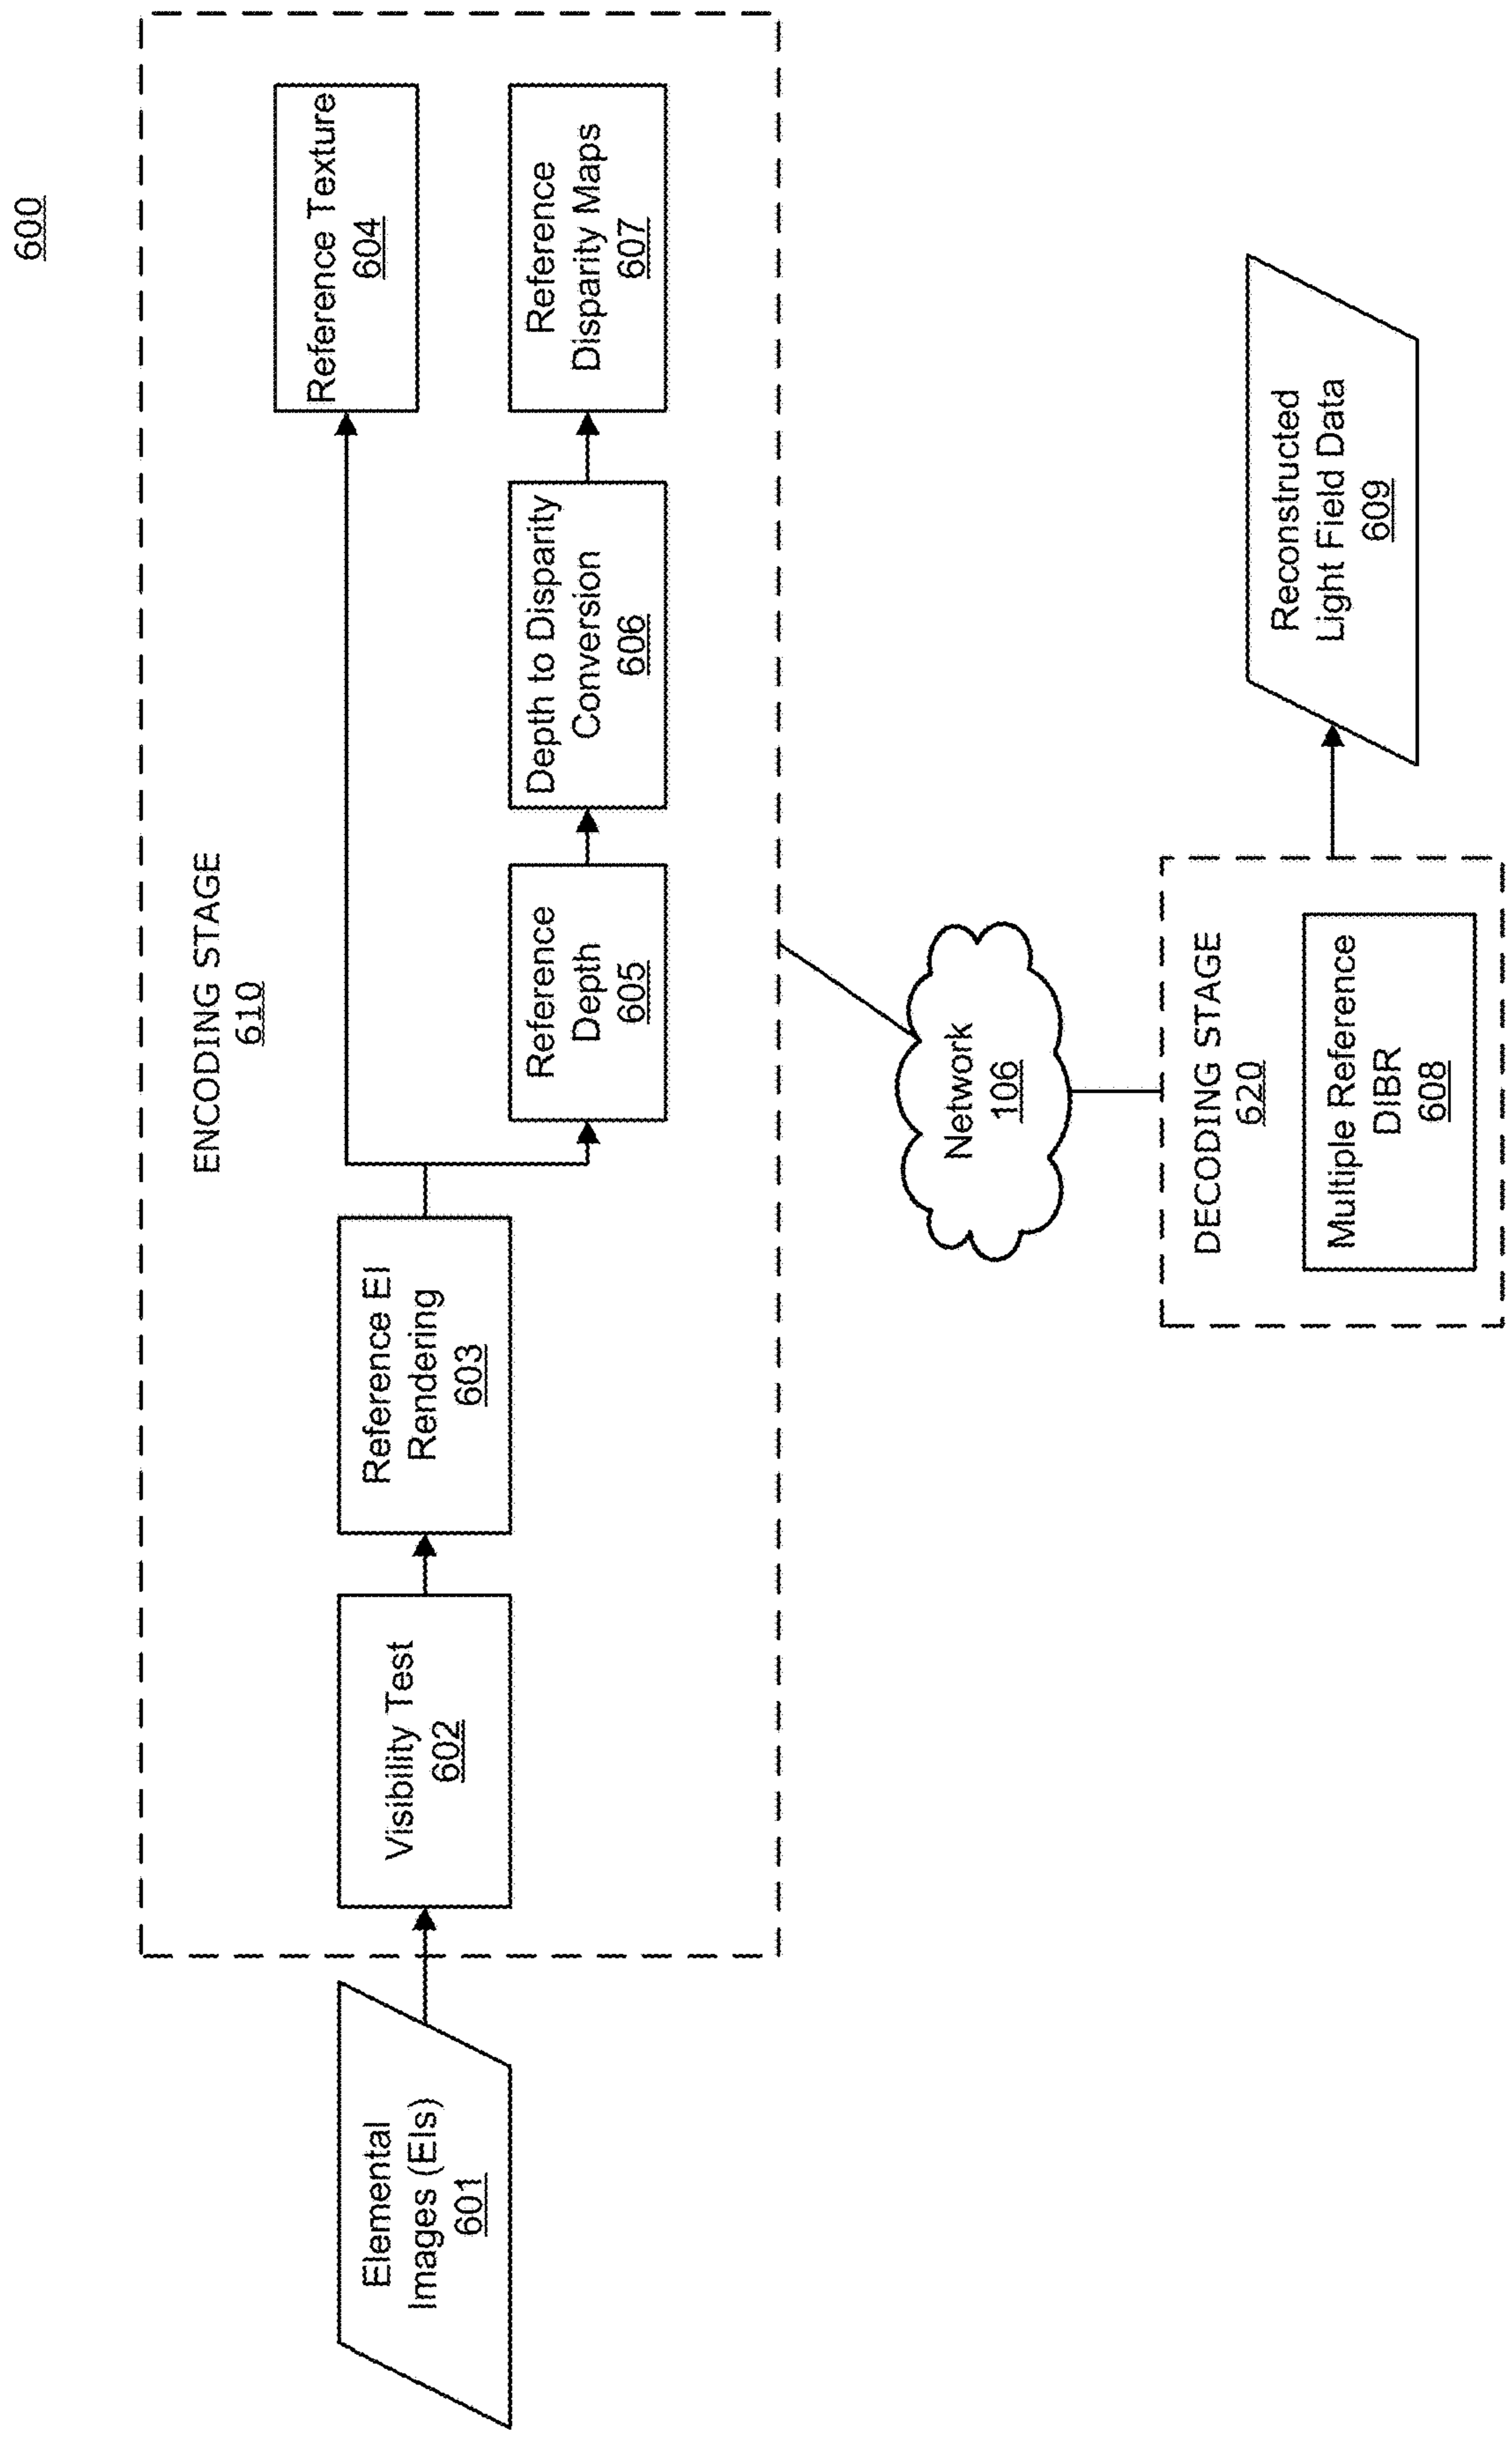 600
ENCODING STAGE
610
Elemental
Images (EIs)
601
Visibility Test
602
Reference EI
Rendering
603
Reference Texture
604
Reference
Depth
605
Depth to Disparity
Conversion
606
Reference
Disparity Maps
607
Network
106
DECODING STAGE
620
Multiple Reference
DIBR
608
Reconstructed
Light Field Data
609